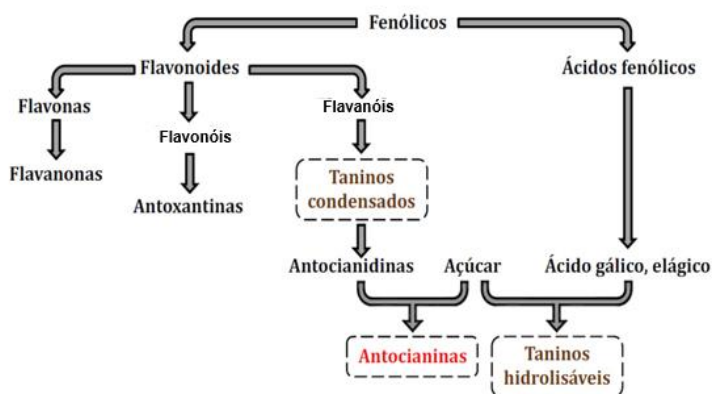 Fenólicos
Flavonoides
Ácidos fenólicos
Flavonas
Flavonóis
Flavanóis
Flavanonas
Antoxantinas
Taninos
condensados
Antocianidinas
Açúcar
Ácido gálico, elágico
Antocianinas
Taninos
hidrolisáveis